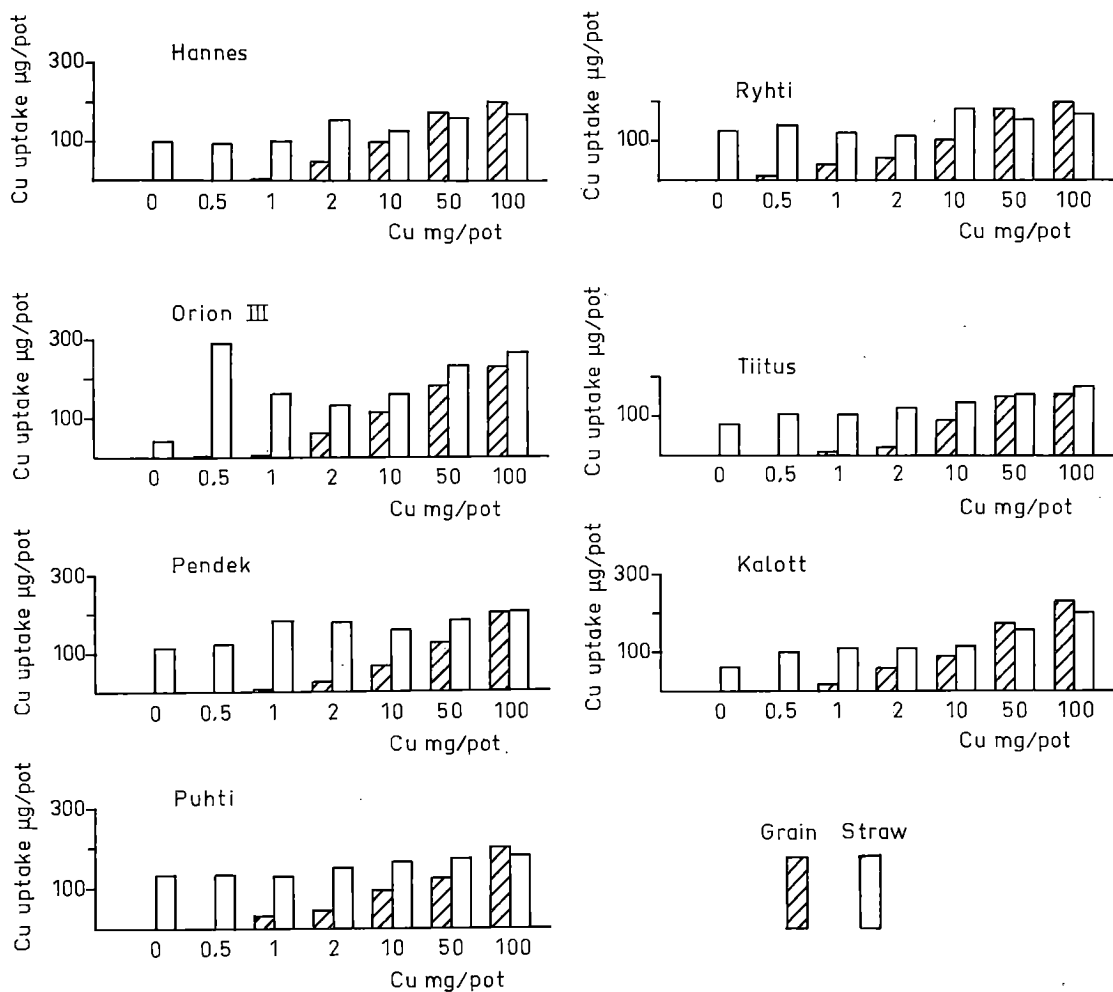 Hannes
Cu uptake µg/pot
300
100
0 0,5 1 2 10 50 100
Cu mg/pot
Ryhti
Cu uptake µg/pot
100
0 0,5 1 2 10 50 100
Cu mg/pot
Orion III
Cu uptake µg/pot
300
100
0 0,5 1 2 10 50 100
Cu mg/pot
Tiitus
Cu uptake µg/pot
100
0 0,5 1 2 10 50 100
Cu mg/pot
Pendek
Cu uptake µg/pot
300
100
0 0,5 1 2 10 50 100
Cu mg/pot
Kalott
Cu uptake µg/pot
300
100
0 0,5 1 2 10 50 100
Cu mg/pot
Puhti
Cu uptake µg/pot
300
100
0 0,5 1 2 10 50 100
Cu mg/pot
Grain Straw